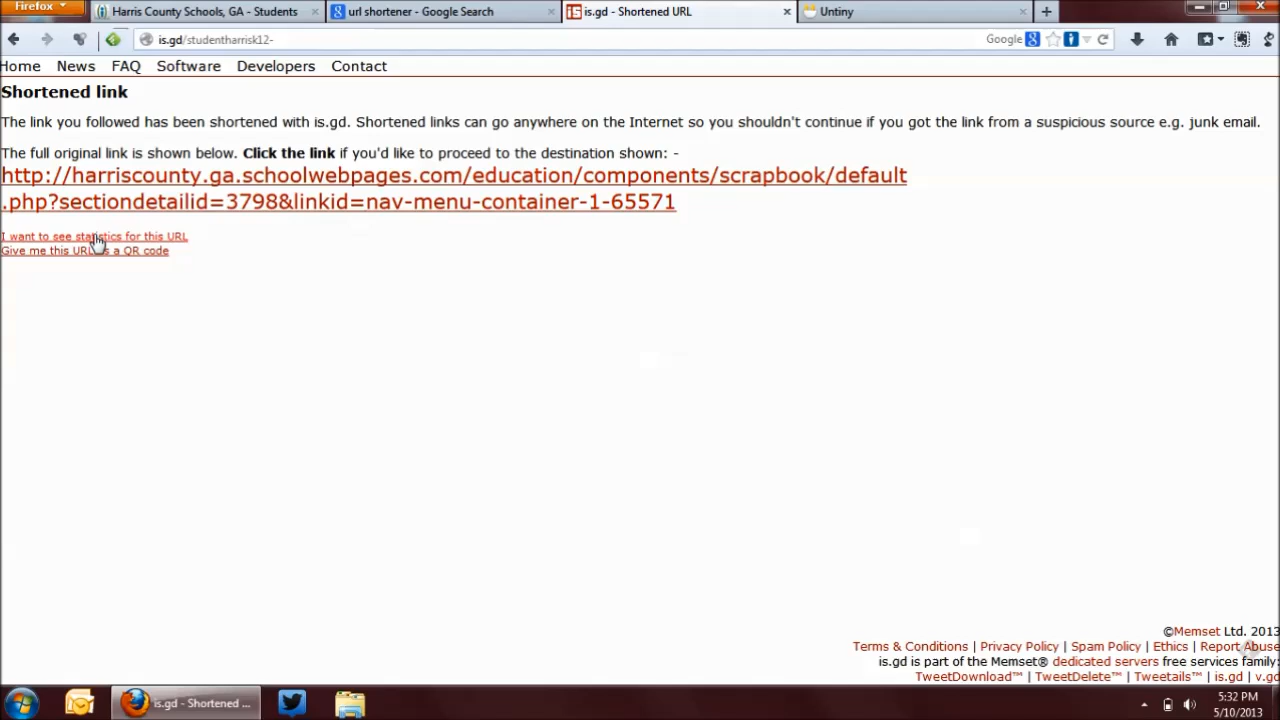 Firefox
Harris County Schools, GA - Students
url shortener - Google Search
is.gd - Shortened URL
Untiny
is.gd/studentharrisk12-
Google
Home News FAQ Software Developers Contact
Shortened link
The link you followed has been shortened with is.gd. Shortened links can go anywhere on the Internet so you shouldn't continue if you got the link from a suspicious source e.g. junk email.
The full original link is shown below. Click the link if you'd like to proceed to the destination shown: -
http://harriscounty.ga.schoolwebpages.com/education/components/scrapbook/default
.php?sectiondetailid=3798&linkid=nav-menu-container-1-65571
I want to see statistics for this URL
Give me this URL as a QR code
©Memset Ltd. 2013
Terms & Conditions | Privacy Policy | Spam Policy | Ethics | Report Abuse
is.gd is part of the Memset® dedicated servers free services family:
TweetDownload™ | TweetDelete™ | Tweetails™ | is.gd | v.gd
is.gd - Shortened ...
5:32 PM
5/10/2013